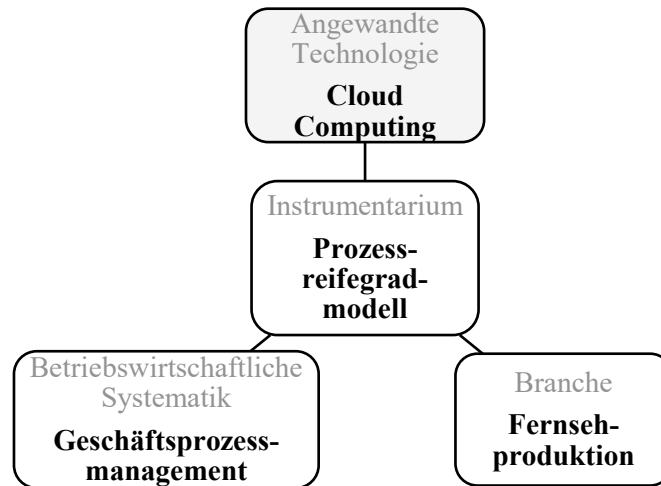 Angewandte
Technologie
Cloud
Computing
Instrumentarium
Prozess-
reifegrad-
modell
Betriebswirtschaftliche
Systematik
Geschäftsprozess-
management
Branche
Fernseh-
produktion